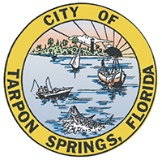 CITY OF
TARPON SPRINGS, FLORIDA